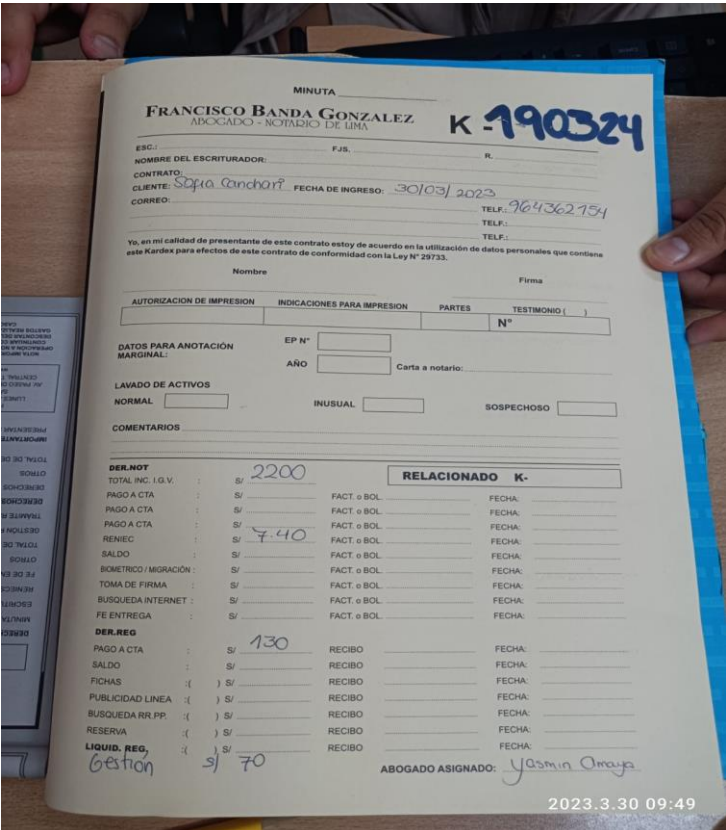 MINUTA
FRANCISCO BANDA GONZALEZ
ABOGADO - NOTARIO DE LIMA
K -190324
ESC.: FJS. R.
NOMBRE DEL ESCRITURADOR:
CONTRATO:
CLIENTE: Sofia Canchari FECHA DE INGRESO: 30/03/2023
CORREO: TELF.: 964362154
TELF.:
TELF.:
Yo, en mi calidad de presentante de este contrato estoy de acuerdo en la utilización de datos personales que contiene
este Kardex para efectos de este contrato de conformidad con la Ley N° 29733.
Nombre Firma
AUTORIZACION DE IMPRESION INDICACIONES PARA IMPRESION PARTES TESTIMONIO ( )
N°
DATOS PARA ANOTACIÓN
MARGINAL:
EP N°
AÑO Carta a notario:
LAVADO DE ACTIVOS
NORMAL INUSUAL SOSPECHOSO
COMENTARIOS
DER.NOT
TOTAL INC. I.G.V. : S/ 2200 RELACIONADO K-
PAGO A CTA : S/ FACT. o BOL. FECHA:
PAGO A CTA : S/ FACT. o BOL. FECHA:
PAGO A CTA : S/ FACT. o BOL. FECHA:
RENIEC : S/ 7.40 FACT. o BOL. FECHA:
SALDO : S/ FACT. o BOL. FECHA:
BIOMETRICO / MIGRACIÓN : S/ FACT. o BOL. FECHA:
TOMA DE FIRMA : S/ FACT. o BOL. FECHA:
BUSQUEDA INTERNET : S/ FACT. o BOL. FECHA:
FE ENTREGA : S/ FACT. o BOL. FECHA:
DER.REG
PAGO A CTA : S/ 130 RECIBO FECHA:
SALDO : S/ RECIBO FECHA:
FICHAS :( ) S/ RECIBO FECHA:
PUBLICIDAD LINEA :( ) S/ RECIBO FECHA:
BUSQUEDA RR.PP. :( ) S/ RECIBO FECHA:
RESERVA :( ) S/ RECIBO FECHA:
LIQUID. REG, :( ) S/ RECIBO FECHA:
Gestión s/ 70
ABOGADO ASIGNADO: Yasmin Amaya
2023.3.30 09:49